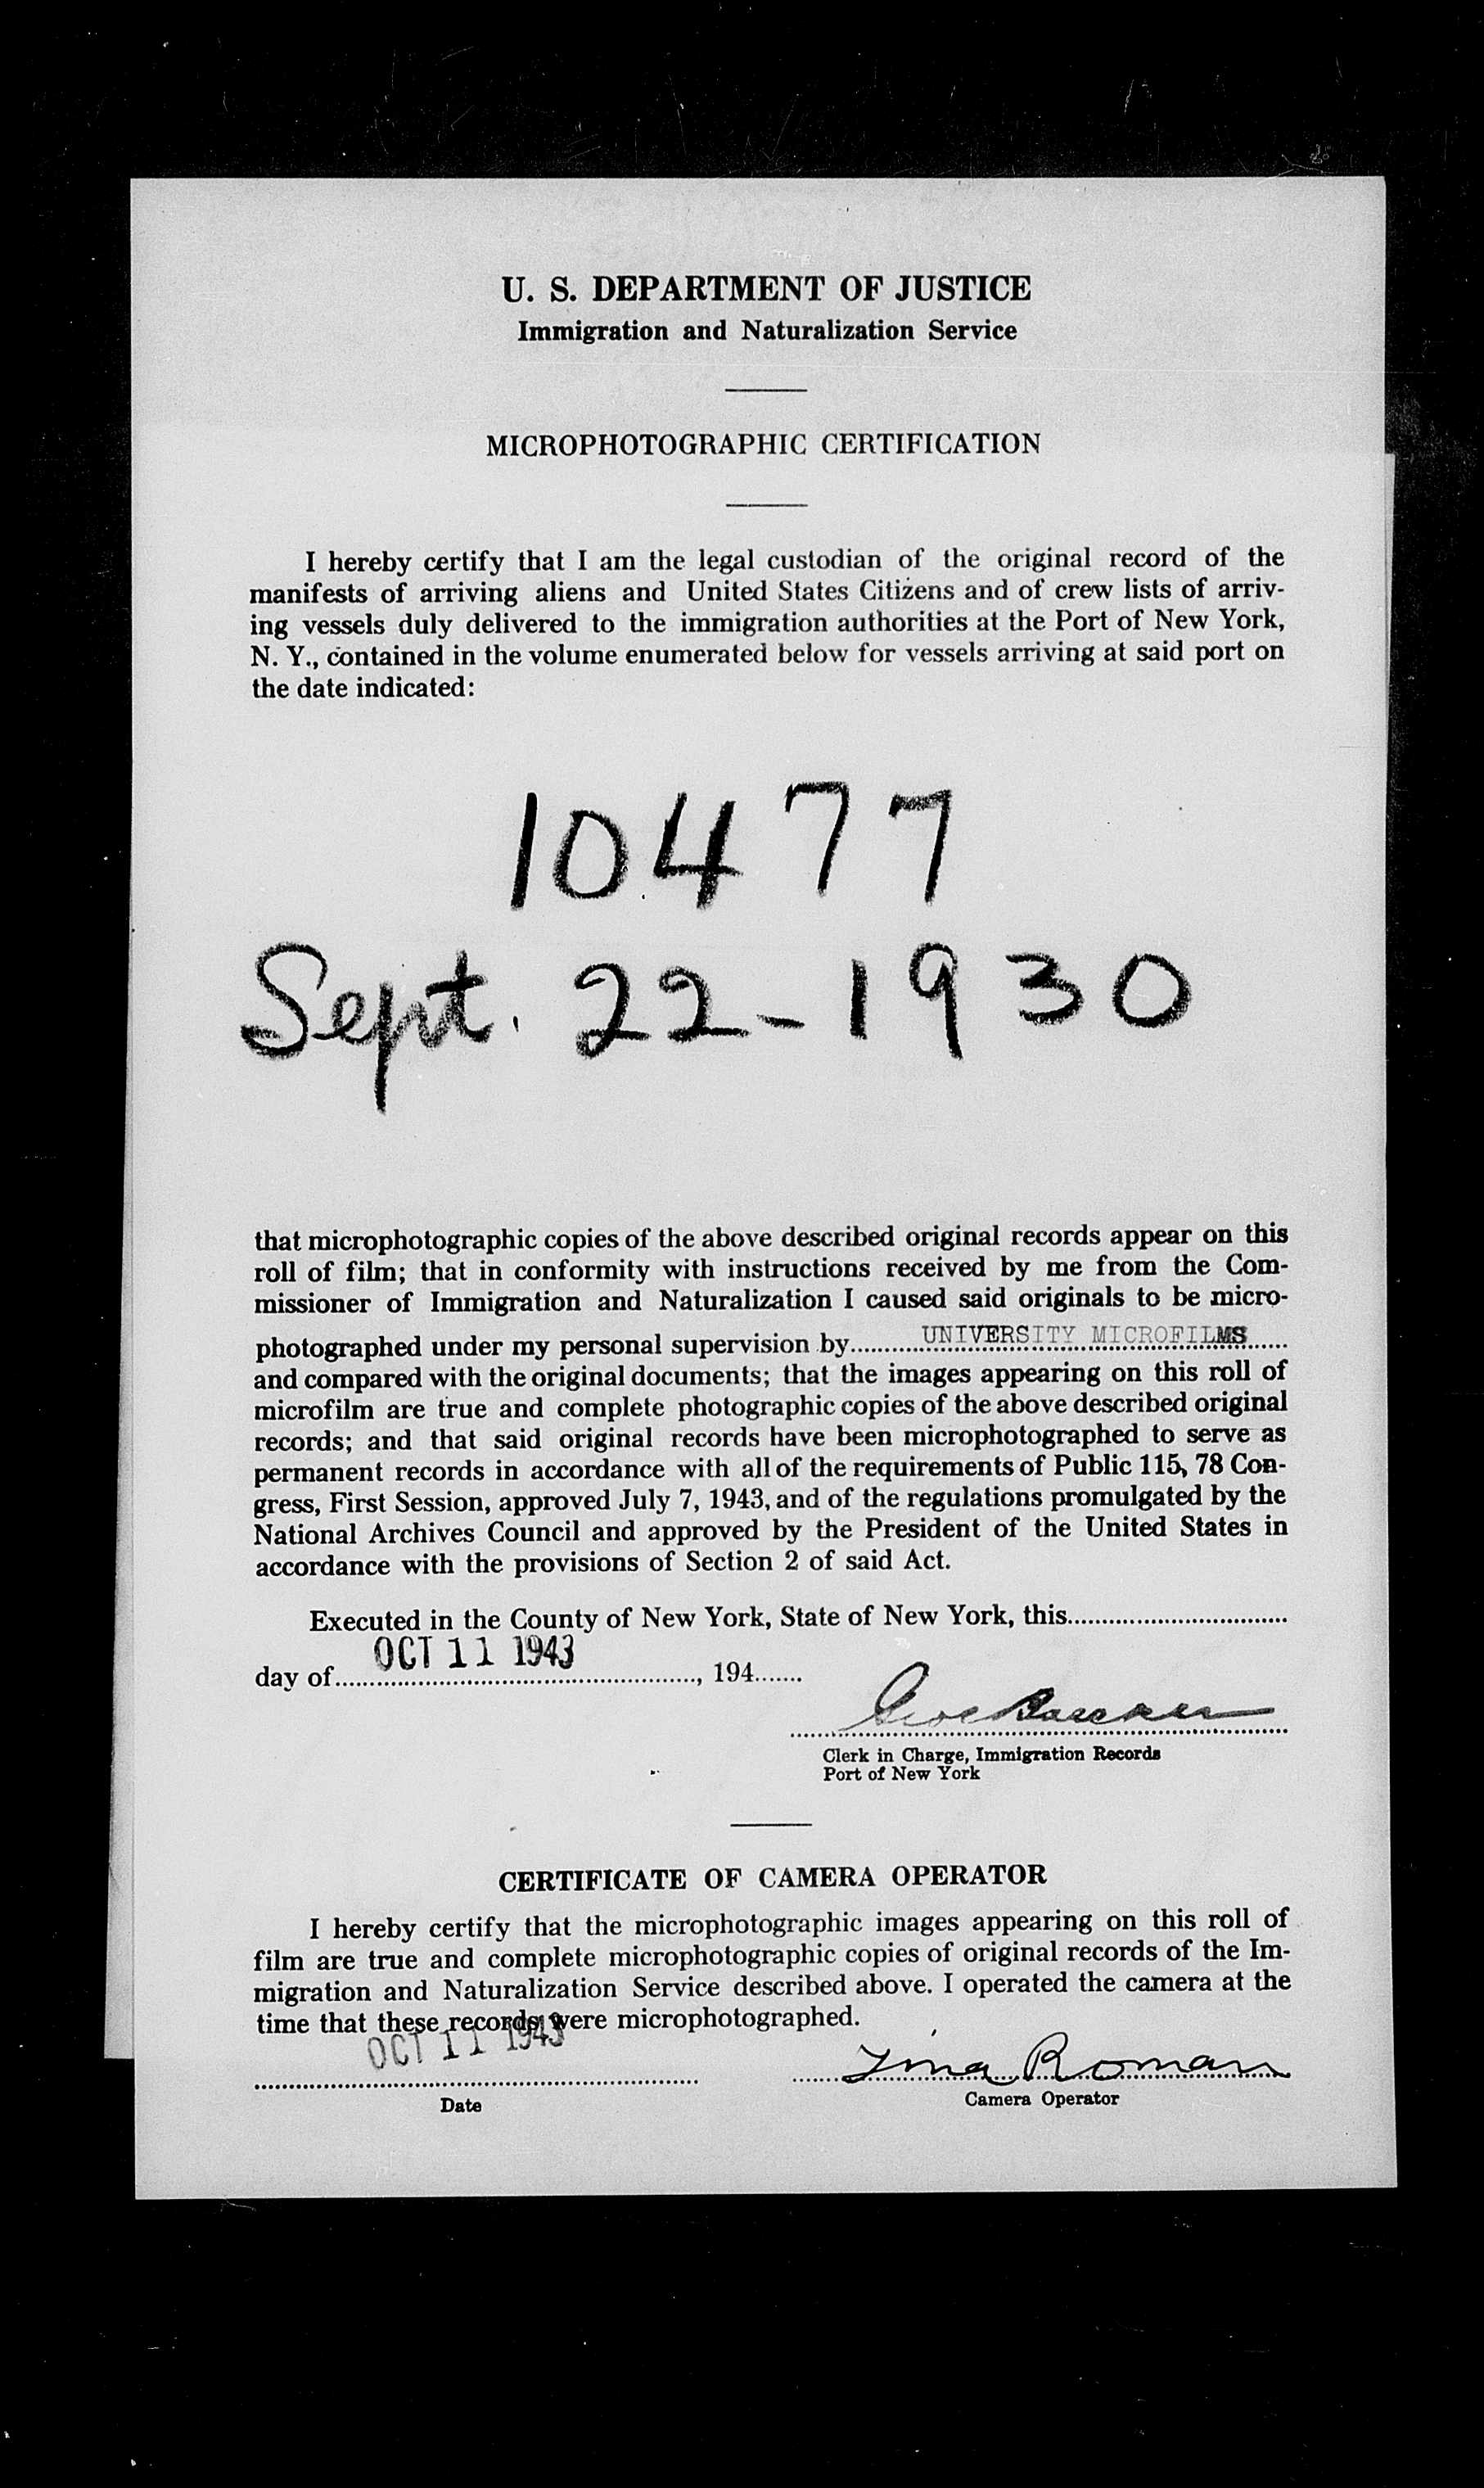 U. S. DEPARTMENT OF JUSTICE
Immigration and Naturalization Service
MICROPHOTOGRAPHIC CERTIFICATION
I hereby certify that I am the legal custodian of the original record of the
manifests of arriving aliens and United States Citizens and of crew lists of arriv-
ing vessels duly delivered to the immigration authorities at the Port of New York,
N. Y., contained in the volume enumerated below for vessels arriving at said port on
the date indicated:
10477
Sept. 22-1930
that microphotographic copies of the above described original records appear on this
roll of film; that in conformity with instructions received by me from the Com-
missioner of Immigration and Naturalization I caused said originals to be micro-
photographed under my personal supervision by UNIVERSITY MICROFILMS
and compared with the original documents; that the images appearing on this roll of
microfilm are true and complete photographic copies of the above described original
records; and that said original records have been microphotographed to serve as
permanent records in accordance with all of the requirements of Public 115, 78 Con-
gress, First Session, approved July 7, 1943, and of the regulations promulgated by the
National Archives Council and approved by the President of the United States in
accordance with the provisions of Section 2 of said Act.
Executed in the County of New York, State of New York, this
day of OCT 11 1943, 194
Clerk in Charge, Immigration Records
Port of New York
CERTIFICATE OF CAMERA OPERATOR
I hereby certify that the microphotographic images appearing on this roll of
film are true and complete microphotographic copies of original records of the Im-
migration and Naturalization Service described above. I operated the camera at the
time that these records were microphotographed.
OCT 11 1943 Roman
Date Camera Operator